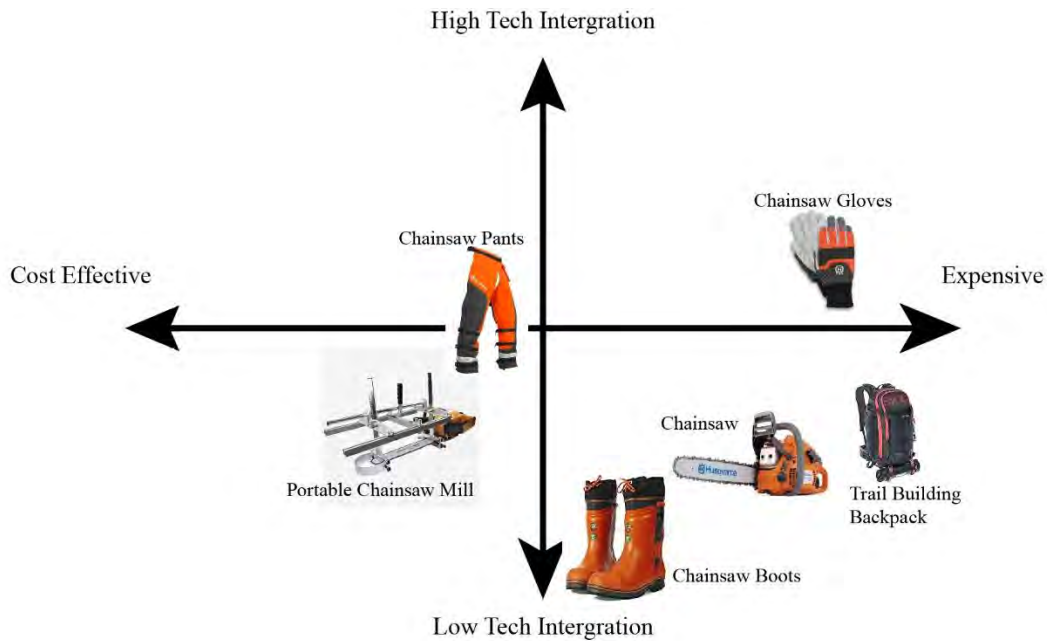 High Tech Intergration
Chainsaw Gloves
Chainsaw Pants
Cost Effective
Expensive
Chainsaw
Husqvarna
Portable Chainsaw Mill
Trail Building
Backpack
Chainsaw Boots
Low Tech Intergration